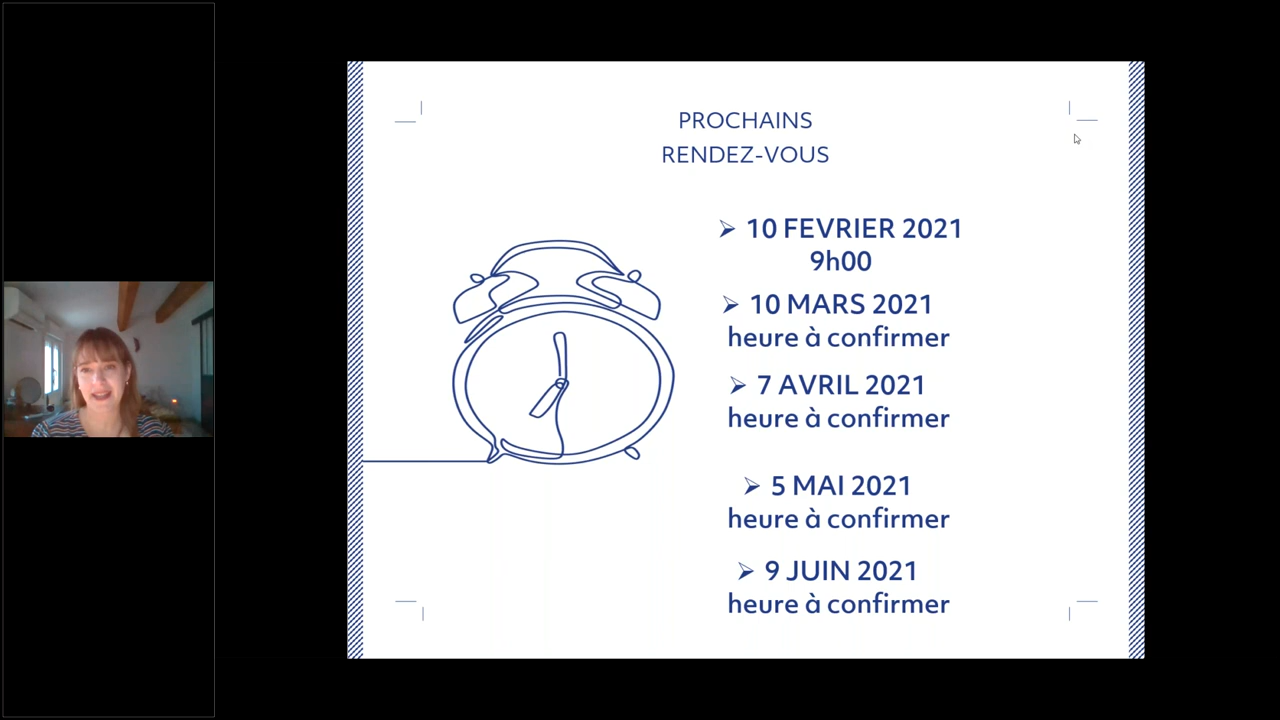 PROCHAINS
RENDEZ-VOUS
➢ 10 FEVRIER 2021
9h00
➢ 10 MARS 2021
heure à confirmer
➢ 7 AVRIL 2021
heure à confirmer
➢ 5 MAI 2021
heure à confirmer
➢ 9 JUIN 2021
heure à confirmer